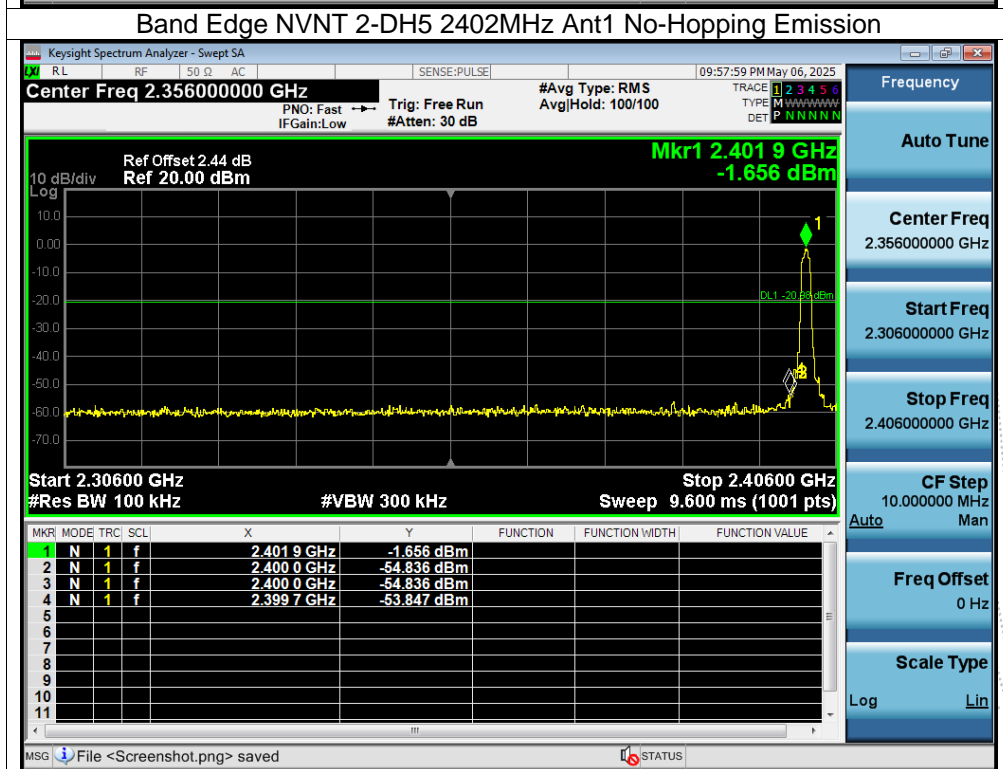 Band Edge NVNT 2-DH5 2402MHz Ant1 No-Hopping Emission
Keysight Spectrum Analyzer - Swept SA
LXI RL RF 50 Ω AC SENSE:PULSE 09:57:59 PM May 06, 2025
Center Freq 2.356000000 GHz #Avg Type: RMS TRACE 1 2 3 4 5 6
PNO: Fast Trig: Free Run Avg|Hold: 100/100 TYPE M WWWWW
IFGain:Low #Atten: 30 dB DET P N N N N N
Frequency
Auto Tune
Mkr1 2.401 9 GHz
-1.656 dBm
Ref Offset 2.44 dB
10 dB/div Ref 20.00 dBm
Log
10.0
0.00
-10.0
-20.0
-30.0
-40.0
-50.0
-60.0
-70.0
1
DL1 -20.98 dBm
Start 2.30600 GHz Stop 2.40600 GHz
#Res BW 100 kHz #VBW 300 kHz Sweep 9.600 ms (1001 pts)
MKR MODE TRC SCL X Y FUNCTION FUNCTION WIDTH FUNCTION VALUE
1 N 1 f 2.401 9 GHz -1.656 dBm
2 N 1 f 2.400 0 GHz -54.836 dBm
3 N 1 f 2.400 0 GHz -54.836 dBm
4 N 1 f 2.399 7 GHz -53.847 dBm
5
6
7
8
9
10
11
Center Freq
2.356000000 GHz
Start Freq
2.306000000 GHz
Stop Freq
2.406000000 GHz
CF Step
10.000000 MHz
Auto Man
Freq Offset
0 Hz
Scale Type
Log Lin
MSG File <Screenshot.png> saved STATUS